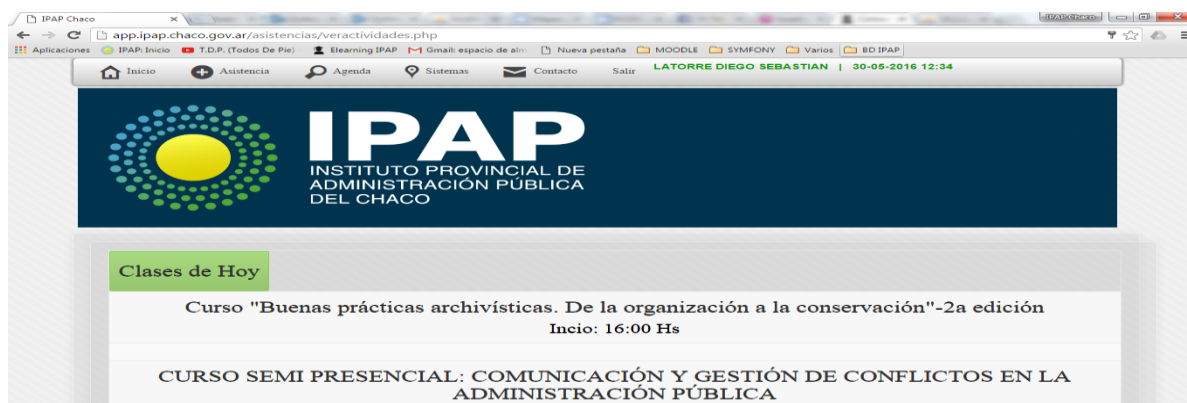 IPAP Chaco
app.ipap.chaco.gov.ar/asistencias/veractividades.php
Aplicaciones IPAP: Inicio T.D.P. (Todos De Pie) Elearning IPAP Gmail: espacio de alm Nueva pestaña MOODLE SYMFONY Varios BD IPAP
Inicio Asistencia Agenda Sistemas Contacto Salir LATORRE DIEGO SEBASTIAN | 30-05-2016 12:34
IPAP
INSTITUTO PROVINCIAL DE
ADMINISTRACIÓN PÚBLICA
DEL CHACO
Clases de Hoy
Curso "Buenas prácticas archivísticas. De la organización a la conservación"-2a edición
Incio: 16:00 Hs
CURSO SEMI PRESENCIAL: COMUNICACIÓN Y GESTIÓN DE CONFLICTOS EN LA
ADMINISTRACIÓN PÚBLICA